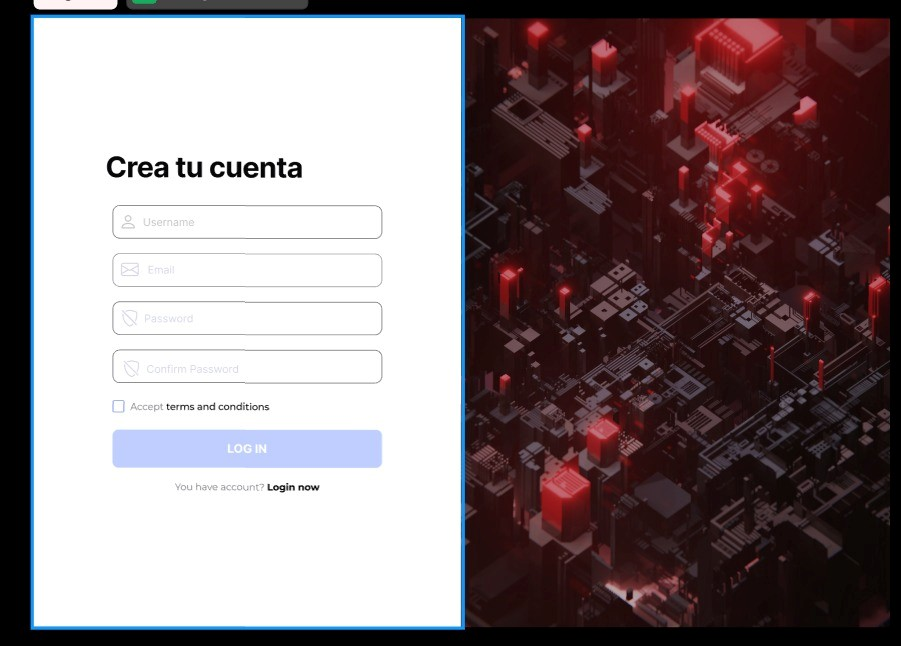 Crea tu cuenta
Username
Email
Password
Confirm Password
Accept terms and conditions
LOG IN
You have account? Login now